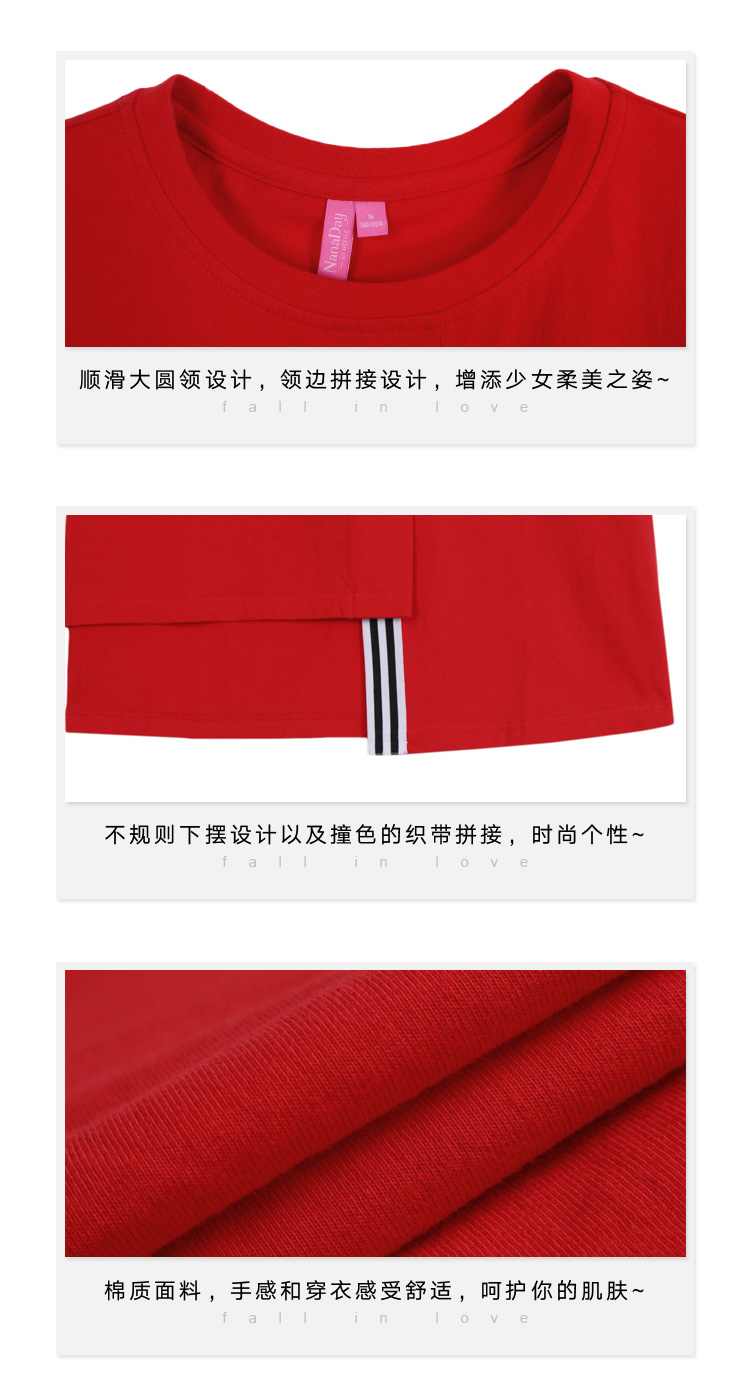 NanaDay
S
顺滑大圆领设计，领边拼接设计，增添少女柔美之姿~
fall in love
不规则下摆设计以及撞色的织带拼接，时尚个性~
fall in love
棉质面料，手感和穿衣感受舒适，呵护你的肌肤~
fall in love